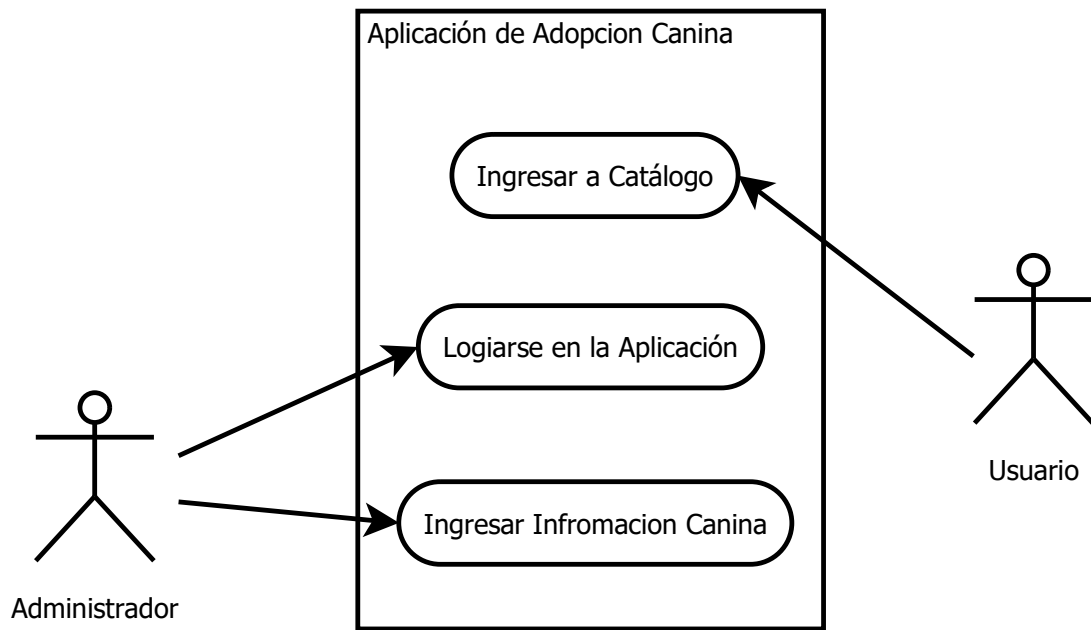 Aplicación de Adopcion Canina
Ingresar a Catálogo
Logiarse en la Aplicación
Usuario
Ingresar Infromacion Canina
Administrador